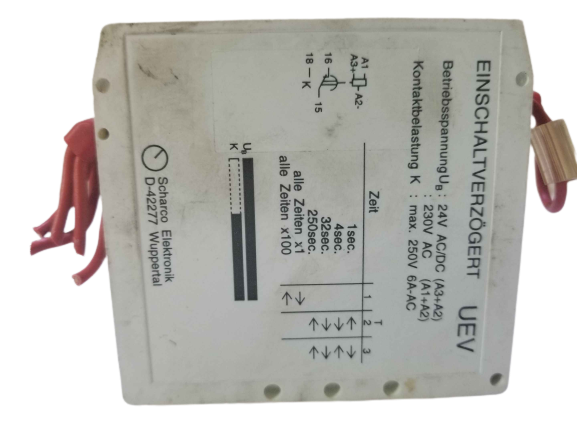 EINSCHALTVERZÖGERT UEV
Betriebsspannung UB : 24V AC/DC (A3+A2)
: 230V AC (A1+A2)
Kontaktbelastung K : max. 250V 6A-AC
A1
A3+ A2-
16 15
18 K
Zeit T
1 2 3
1sec. ↑ ↓... 
4sec.
32sec.
250sec.
alle Zeiten x1
alle Zeiten x100
UB
K
Scharco Elektronik
D-42277 Wuppertal